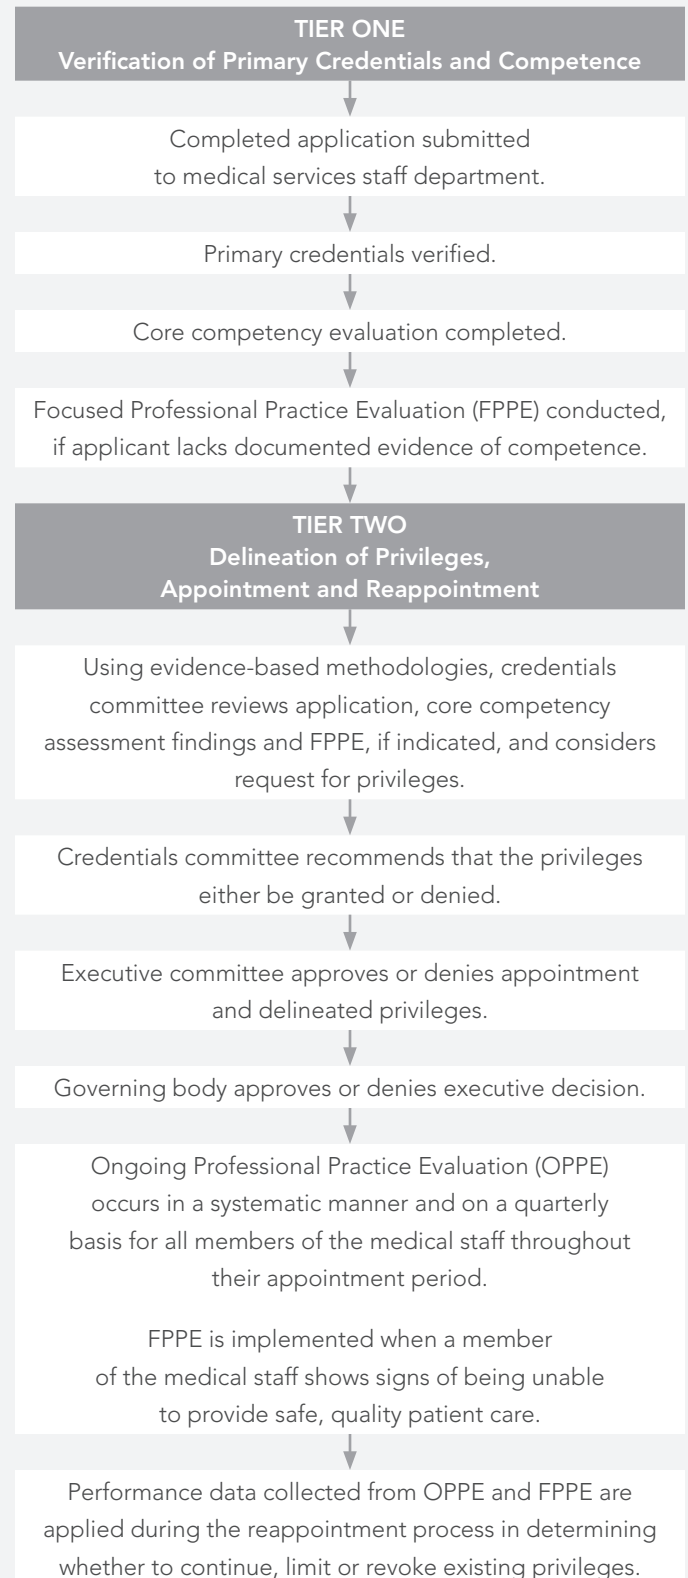 TIER ONE
Verification of Primary Credentials and Competence
Completed application submitted
to medical services staff department.
Primary credentials verified.
Core competency evaluation completed.
Focused Professional Practice Evaluation (FPPE) conducted,
if applicant lacks documented evidence of competence.
TIER TWO
Delineation of Privileges,
Appointment and Reappointment
Using evidence-based methodologies, credentials
committee reviews application, core competency
assessment findings and FPPE, if indicated, and considers
request for privileges.
Credentials committee recommends that the privileges
either be granted or denied.
Executive committee approves or denies appointment
and delineated privileges.
Governing body approves or denies executive decision.
Ongoing Professional Practice Evaluation (OPPE)
occurs in a systematic manner and on a quarterly
basis for all members of the medical staff throughout
their appointment period.
FPPE is implemented when a member
of the medical staff shows signs of being unable
to provide safe, quality patient care.
Performance data collected from OPPE and FPPE are
applied during the reappointment process in determining
whether to continue, limit or revoke existing privileges.